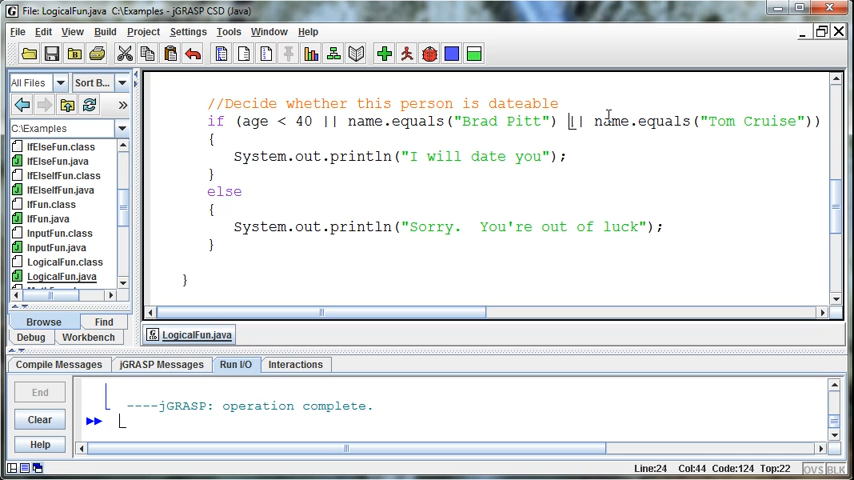 File: LogicalFun.java  C:\Examples - jGRASP CSD (Java)
File Edit View Build Project Settings Tools Window Help
All Files Sort B...
C:\Examples
IfElseFun.class
IfElseFun.java
IfElseIfFun.class
IfElseIfFun.java
IfFun.class
IfFun.java
InputFun.class
InputFun.java
LogicalFun.class
LogicalFun.java
Browse Find
Debug Workbench
//Decide whether this person is dateable
if (age < 40 || name.equals("Brad Pitt") || name.equals("Tom Cruise"))
{
System.out.println("I will date you");
}
else
{
System.out.println("Sorry.  You're out of luck");
}
}
LogicalFun.java
Compile Messages jGRASP Messages Run I/O Interactions
End
Clear
Help
----jGRASP: operation complete.
Line:24 Col:44 Code:124 Top:22 OVS BLK